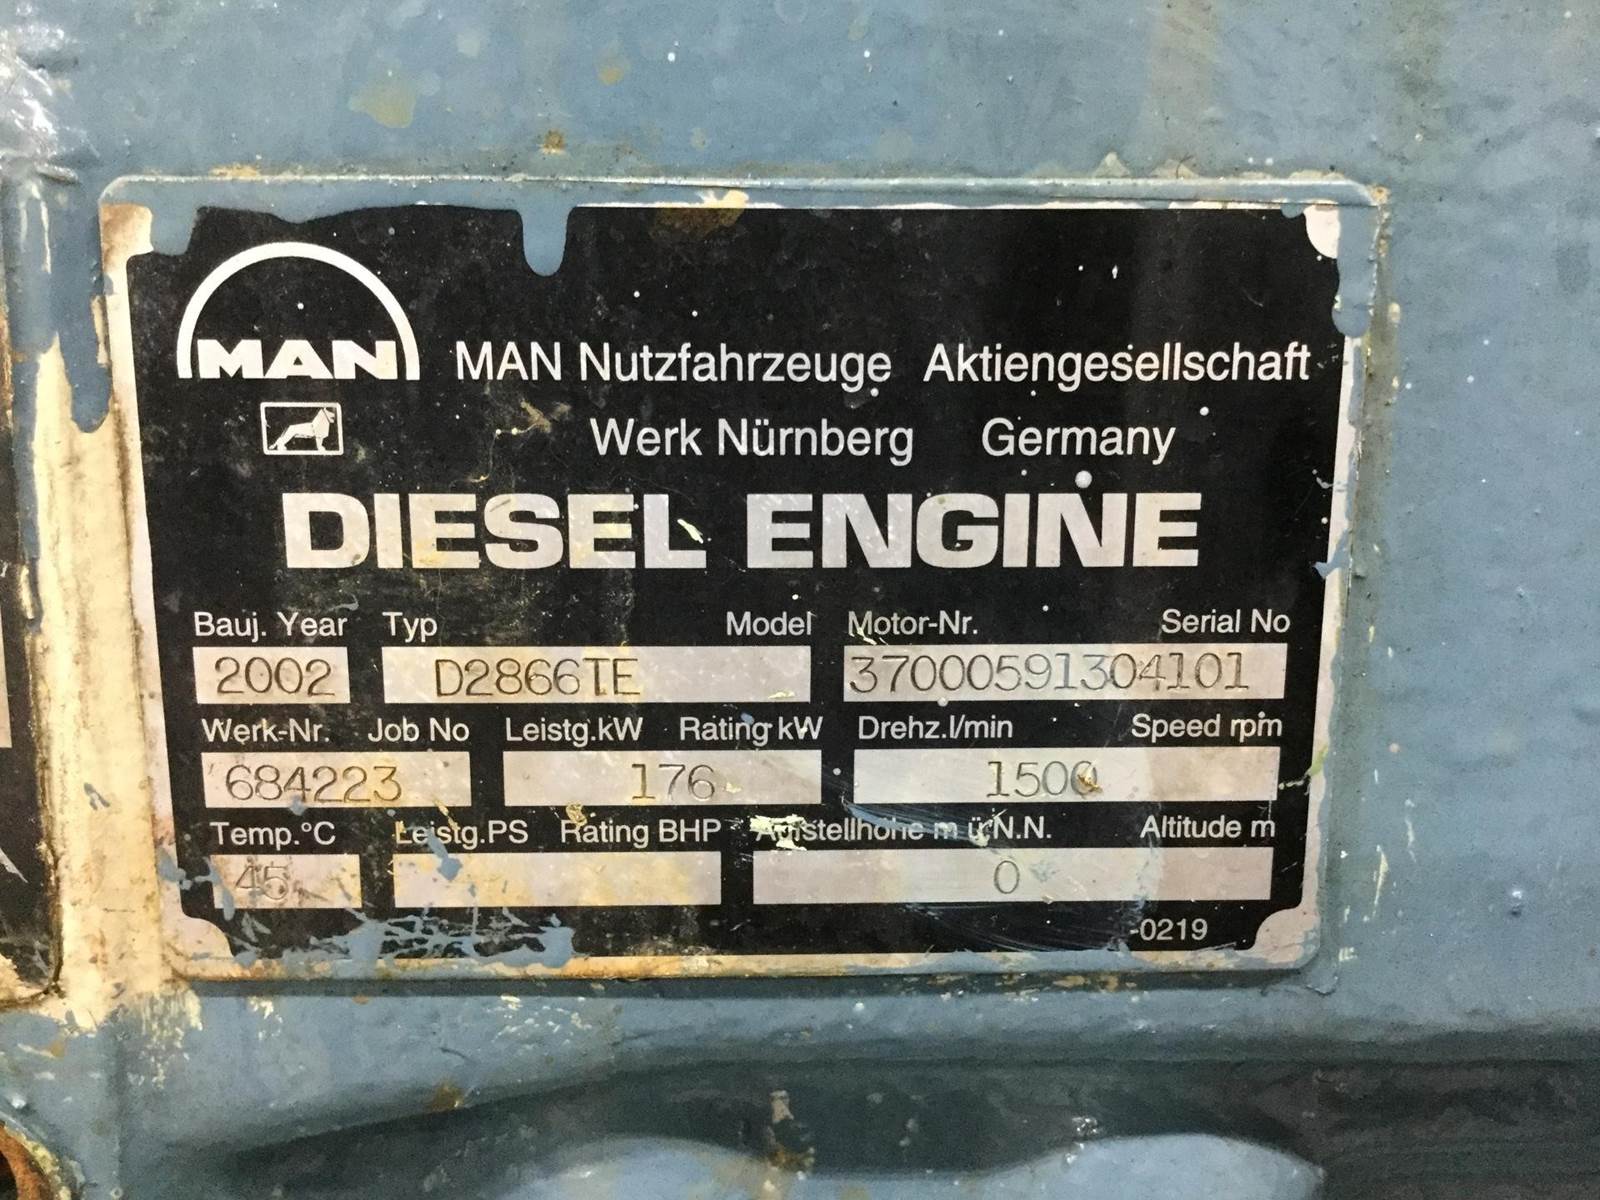 MAN
MAN Nutzfahrzeuge Aktiengesellschaft
Werk Nürnberg Germany
DIESEL ENGINE
Bauj. Year Typ Model Motor-Nr. Serial No
2002 D2866TE 37000591304101
Werk-Nr. Job No Leistg.kW Rating kW Drehz.l/min Speed rpm
684223 176 1500
Temp.°C Leistg.PS Rating BHP Aufstellhöhe m ü.N.N. Altitude m
45 0
-0219